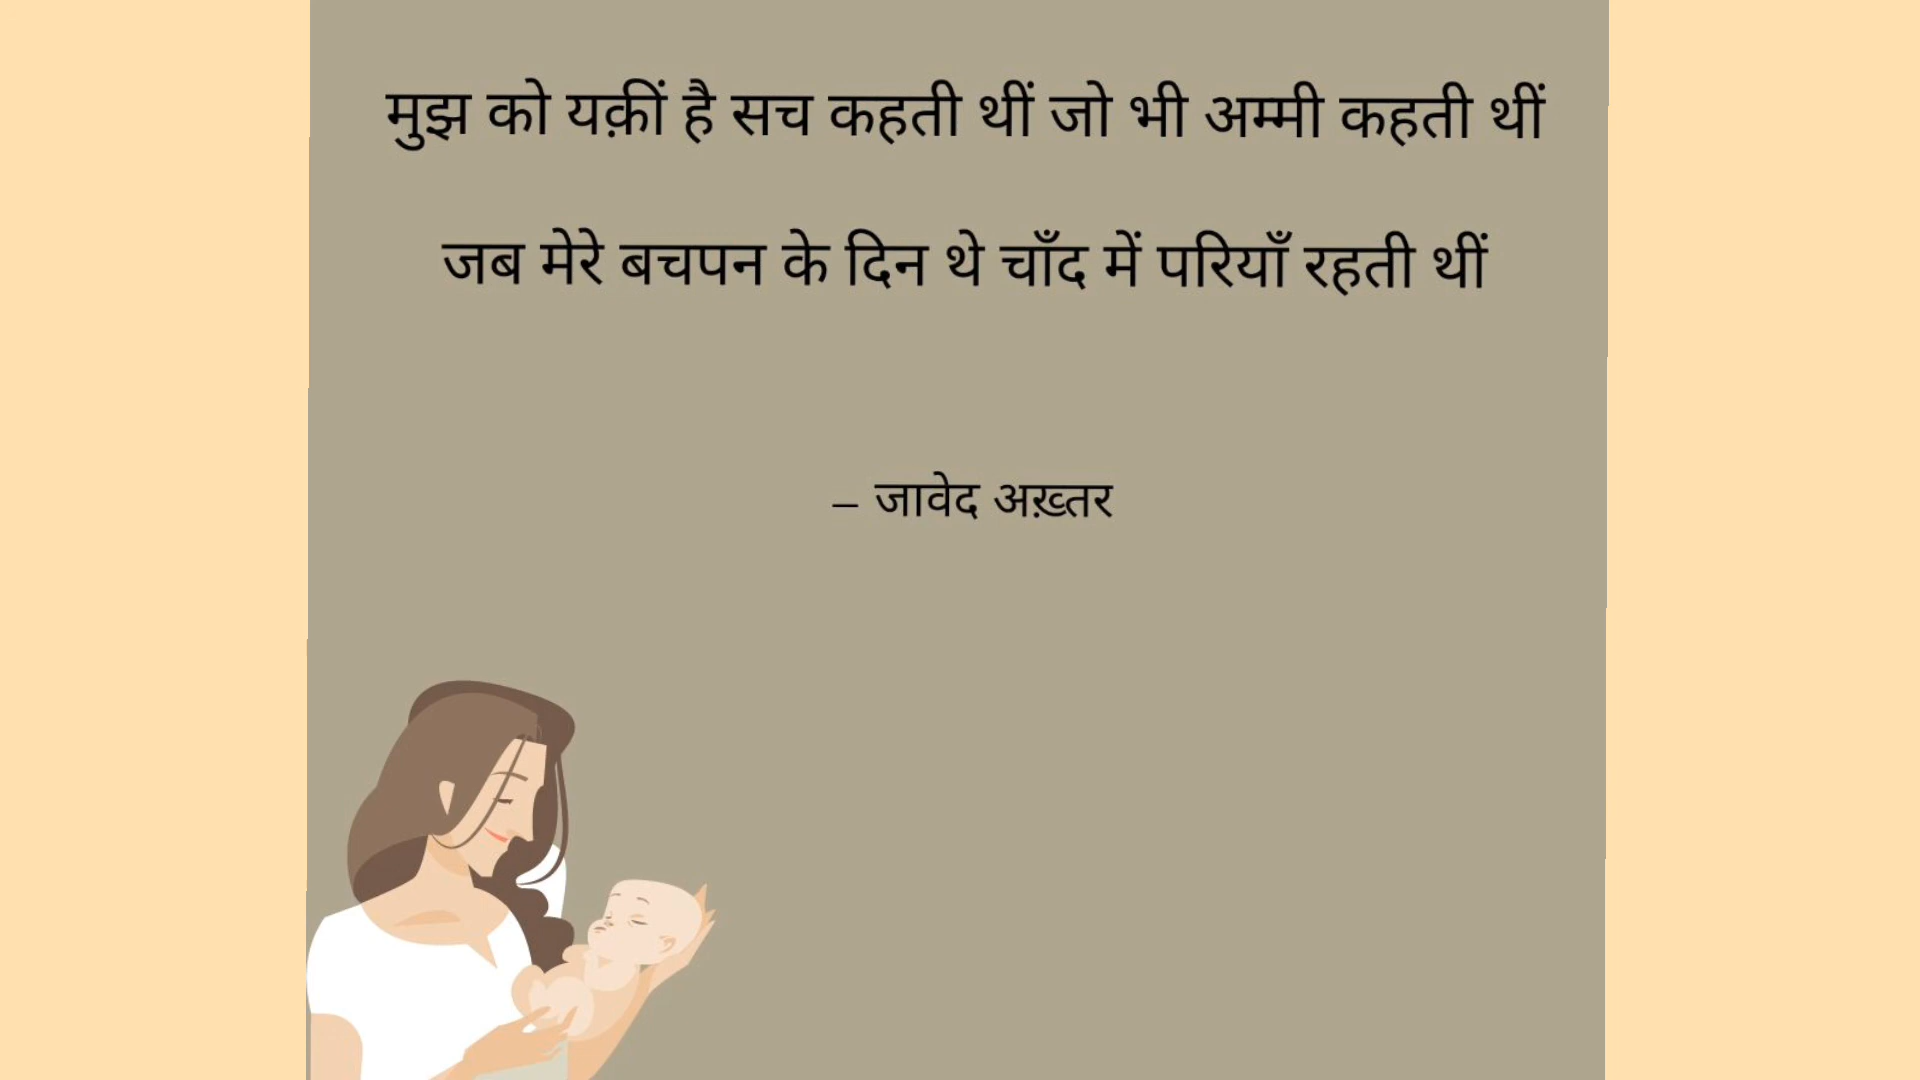 मुझ को यक़ीं है सच कहती थीं जो भी अम्मी कहती थीं
जब मेरे बचपन के दिन थे चाँद में परियाँ रहती थीं
– जावेद अख़्तर